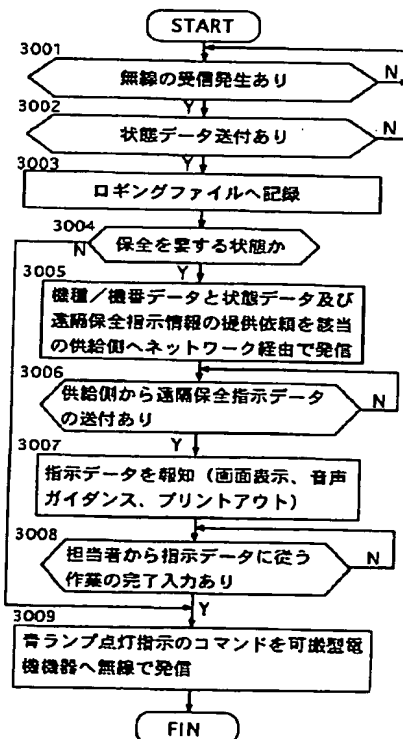 START
3001
無線の受信発生あり
N
Y
3002
状態データ送付あり
N
Y
3003
ロギングファイルへ記録
3004
保全を要する状態か
N
Y
3005
機種／機番データと状態データ及び
遠隔保全指示情報の提供依頼を該当
の供給側へネットワーク経由で発信
3006
供給側から遠隔保全指示データ
の送付あり
N
Y
3007
指示データを報知（画面表示、音声
ガイダンス、プリントアウト）
3008
担当者から指示データに従う
作業の完了入力あり
N
Y
3009
青ランプ点灯指示のコマンドを可搬型電
機機器へ無線で発信
FIN